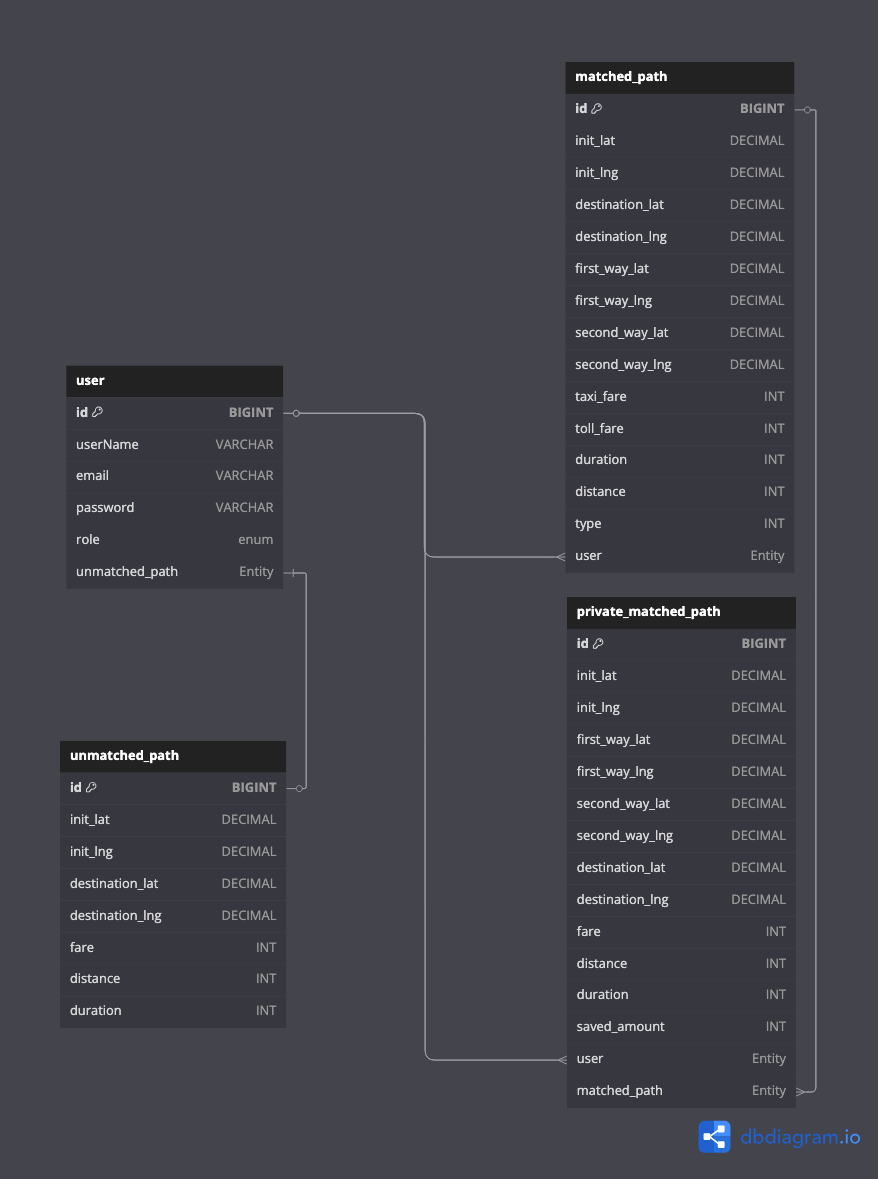 matched_path
id BIGINT
init_lat DECIMAL
init_lng DECIMAL
destination_lat DECIMAL
destination_lng DECIMAL
first_way_lat DECIMAL
first_way_lng DECIMAL
second_way_lat DECIMAL
second_way_lng DECIMAL
taxi_fare INT
toll_fare INT
duration INT
distance INT
type INT
user Entity
user
id BIGINT
userName VARCHAR
email VARCHAR
password VARCHAR
role enum
unmatched_path Entity
private_matched_path
id BIGINT
init_lat DECIMAL
init_lng DECIMAL
first_way_lat DECIMAL
first_way_lng DECIMAL
second_way_lat DECIMAL
second_way_lng DECIMAL
destination_lat DECIMAL
destination_lng DECIMAL
fare INT
distance INT
duration INT
saved_amount INT
user Entity
matched_path Entity
unmatched_path
id BIGINT
init_lat DECIMAL
init_lng DECIMAL
destination_lat DECIMAL
destination_lng DECIMAL
fare INT
distance INT
duration INT
dbdiagram.io